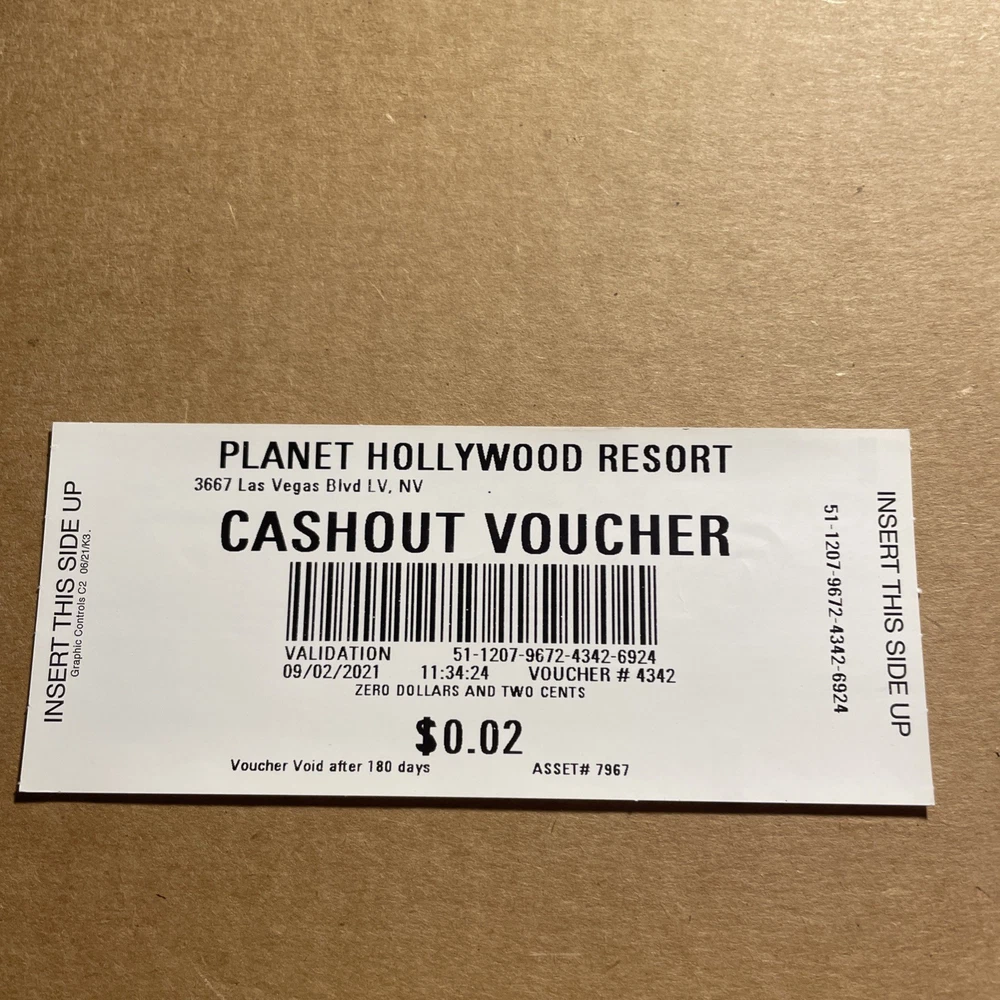 PLANET HOLLYWOOD RESORT
3667 Las Vegas Blvd LV, NV
CASHOUT VOUCHER
INSERT THIS SIDE UP
Graphic Controls C2 06/21/K3.
VALIDATION 51-1207-9672-4342-6924
09/02/2021 11:34:24 VOUCHER # 4342
ZERO DOLLARS AND TWO CENTS
$0.02
Voucher Void after 180 days ASSET# 7967
51-1207-9672-4342-6924
INSERT THIS SIDE UP